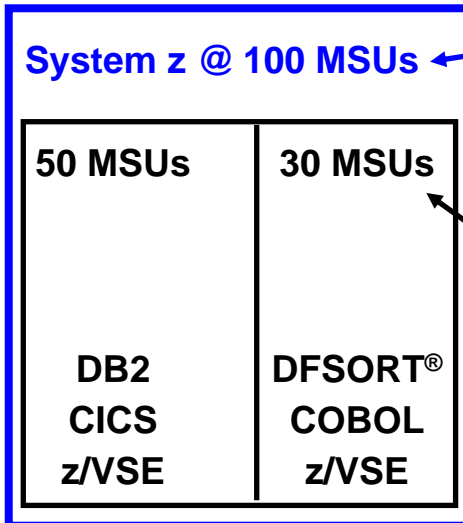 System z @ 100 MSUs
50 MSUs
DB2
CICS
z/VSE
30 MSUs
DFSORT®
COBOL
z/VSE